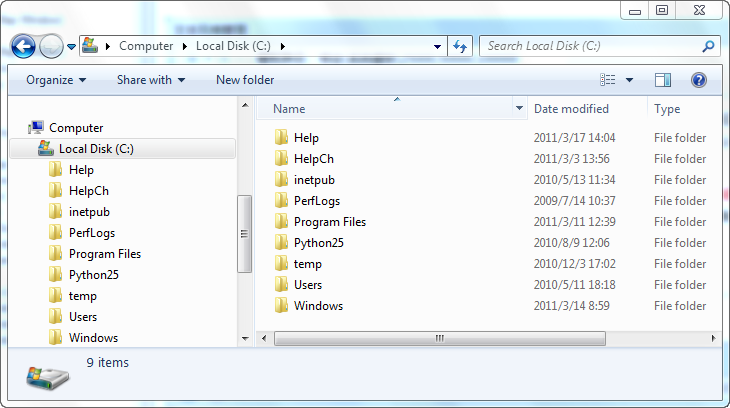 Computer Local Disk (C:)
Search Local Disk (C:)
Organize Share with New folder
Computer
Local Disk (C:)
Help
HelpCh
inetpub
PerfLogs
Program Files
Python25
temp
Users
Windows
Name Date modified Type
Help 2011/3/17 14:04 File folder
HelpCh 2011/3/3 13:56 File folder
inetpub 2010/5/13 11:34 File folder
PerfLogs 2009/7/14 10:37 File folder
Program Files 2011/3/11 12:39 File folder
Python25 2010/8/9 12:06 File folder
temp 2010/12/3 17:02 File folder
Users 2010/5/11 18:18 File folder
Windows 2011/3/14 8:59 File folder
9 items